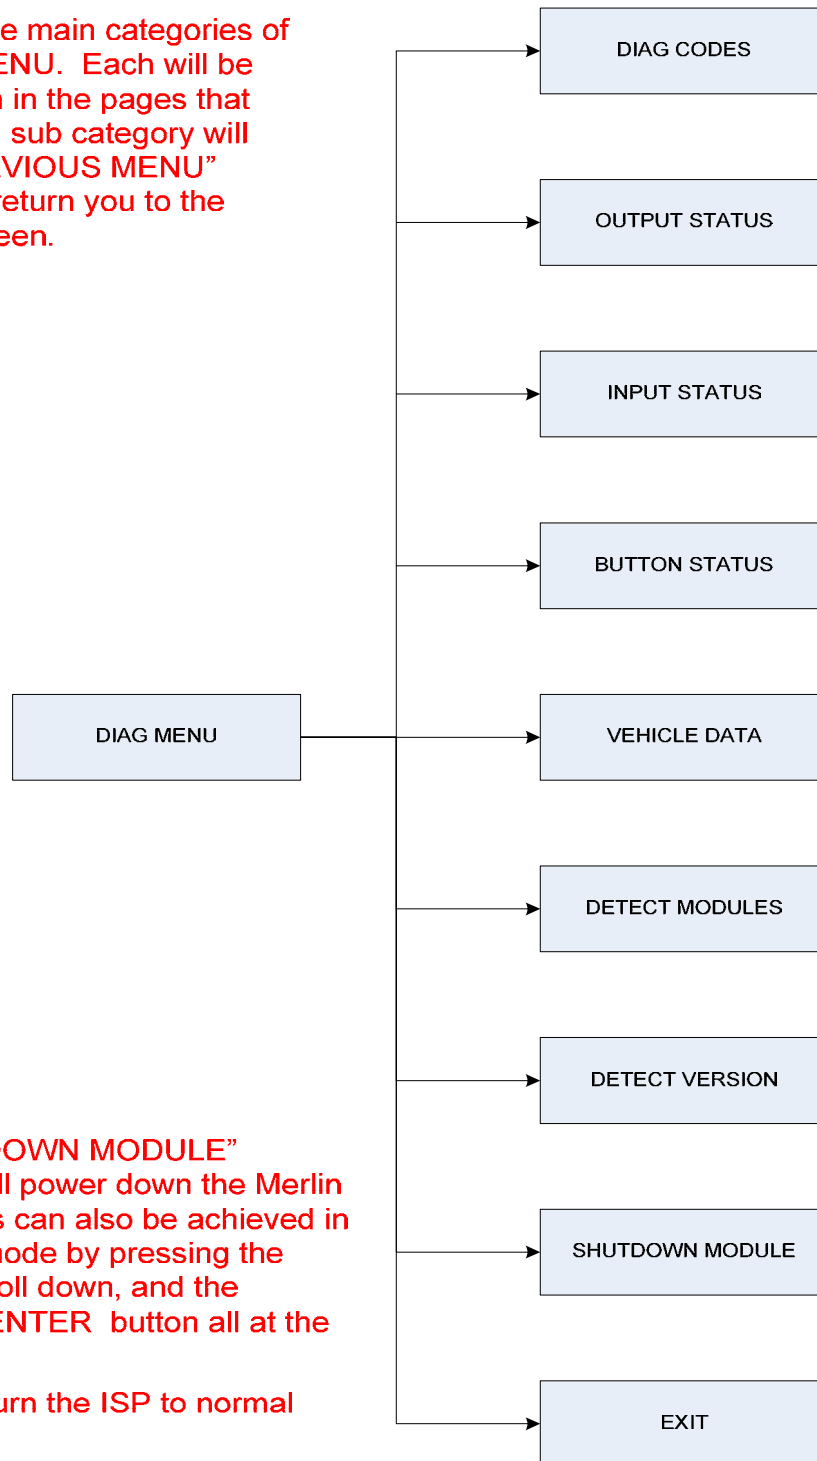 e main categories of
ENU. Each will be
in the pages that
sub category will
EVIOUS MENU”
return you to the
een.
DIAG CODES
OUTPUT STATUS
INPUT STATUS
BUTTON STATUS
DIAG MENU
VEHICLE DATA
DETECT MODULES
DETECT VERSION
SHUTDOWN MODULE
EXIT
OWN MODULE”
ll power down the Merlin
s can also be achieved in
node by pressing the
oll down, and the
ENTER button all at the
urn the ISP to normal